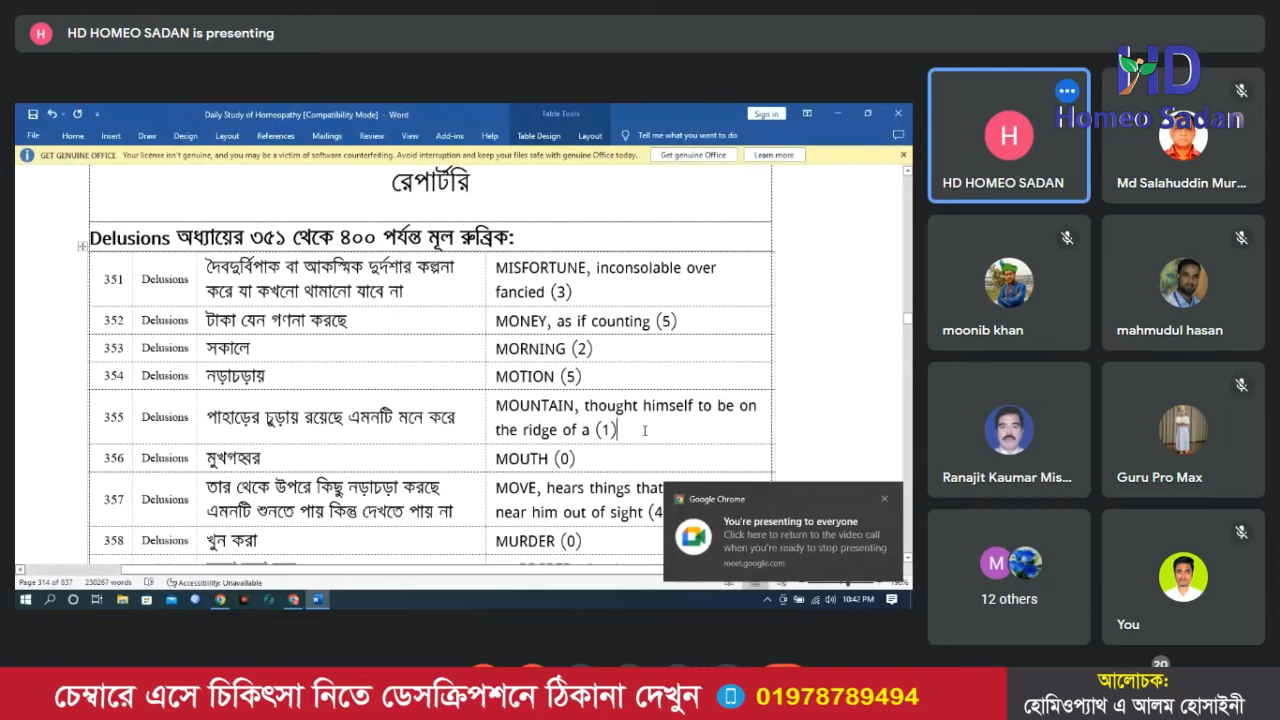 HD HOMEO SADAN is presenting
HD
Homeo Sadan
Daily Study of Homeopathy [Compatibility Mode] - Word
Table Tools
Sign in
File Home Insert Draw Design Layout References Mailings Review View Add-ins Help Table Design Layout Tell me what you want to do
GET GENUINE OFFICE Your license isn't genuine, and you may be a victim of software counterfeiting. Avoid interruption and keep your files safe with genuine Office today. Get genuine Office Learn more
রেপার্টরি
Delusions অধ্যায়ের ৩৫১ থেকে ৪০০ পর্যন্ত মূল রুব্রিক:
351 Delusions দৈবদুর্বিপাক বা আকস্মিক দুর্দশার কল্পনা করে যা কখনো থামানো যাবে না MISFORTUNE, inconsolable over fancied (3)
352 Delusions টাকা যেন গণনা করছে MONEY, as if counting (5)
353 Delusions সকালে MORNING (2)
354 Delusions নড়াচড়ায় MOTION (5)
355 Delusions পাহাড়ের চুড়ায় রয়েছে এমনটি মনে করে MOUNTAIN, thought himself to be on the ridge of a (1)
356 Delusions মুখগহ্বর MOUTH (0)
357 Delusions তার থেকে উপরে কিছু নড়াচড়া করছে এমনটি শুনতে পায় কিন্তু দেখতে পায় না MOVE, hears things that near him out of sight (4
358 Delusions খুন করা MURDER (0)
Google Chrome
You're presenting to everyone
Click here to return to the video call
when you're ready to stop presenting
meet.google.com
Page 314 of 837 230267 words Accessibility: Unavailable
10:42 PM
H
HD HOMEO SADAN
Md Salahuddin Mur...
moonib khan
mahmudul hasan
Ranajit Kaumar Mis...
Guru Pro Max
M
12 others
You
20
চেম্বারে এসে চিকিৎসা নিতে ডেসক্রিপশনে ঠিকানা দেখুন 01978789494
আলোচক:
হোমিওপ্যাথ এ আলম হোসাইনী